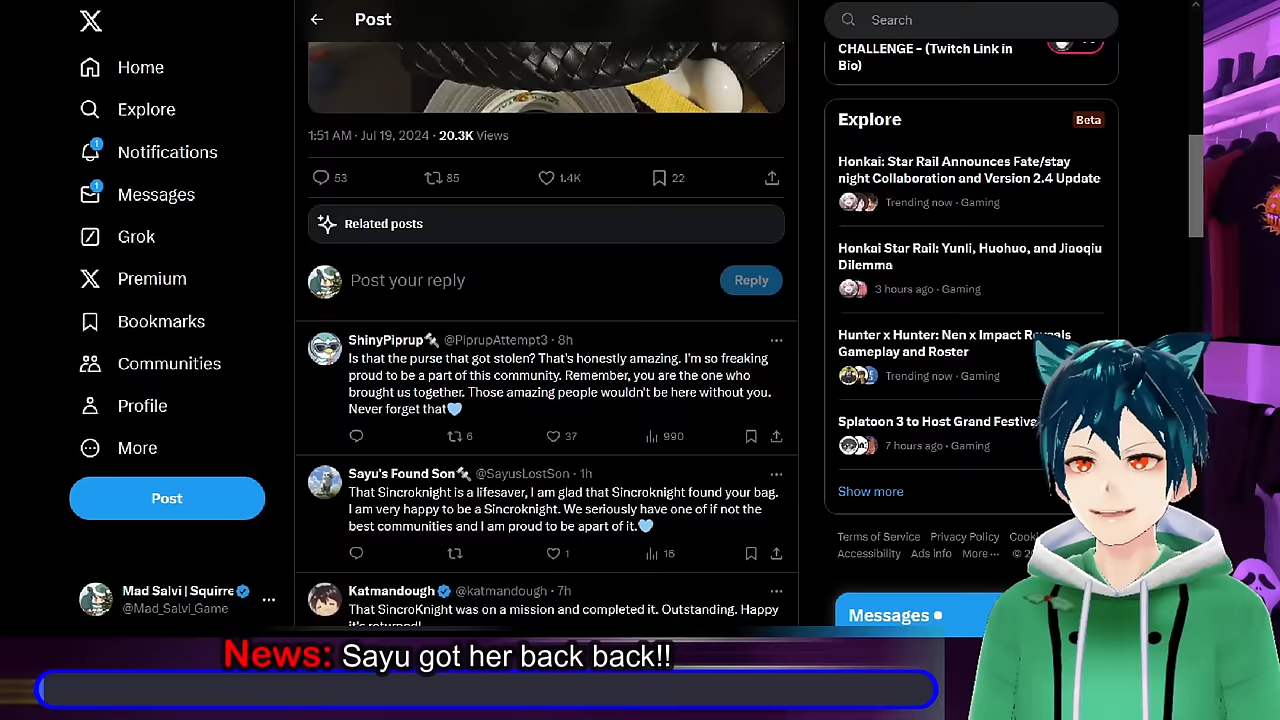 Post
Search
Home
Explore
1
Notifications
1
Messages
Grok
Premium
Bookmarks
Communities
Profile
More
Post
Mad Salvi | Squirre
@Mad_Salvi_Game
1:51 AM · Jul 19, 2024 · 20.3K Views
53 85 1.4K 22
Related posts
Post your reply
Reply
ShinyPiprup @PiprupAttempt3 · 8h
Is that the purse that got stolen? That's honestly amazing. I'm so freaking
proud to be a part of this community. Remember, you are the one who
brought us together. Those amazing people wouldn't be here without you.
Never forget that
6 37 990
Sayu's Found Son @SayusLostSon · 1h
That Sincroknight is a lifesaver, I am glad that Sincroknight found your bag.
I am very happy to be a Sincroknight. We seriously have one of if not the
best communities and I am proud to be apart of it.
1 16
Katmandough @katmandough · 7h
That SincroKnight was on a mission and completed it. Outstanding. Happy
it's returned!
CHALLENGE - (Twitch Link in
Bio)
Explore
Beta
Honkai: Star Rail Announces Fate/stay
night Collaboration and Version 2.4 Update
Trending now · Gaming
Honkai Star Rail: Yunli, Huohuo, and Jiaoqiu
Dilemma
3 hours ago · Gaming
Hunter x Hunter: Nen x Impact Reveals
Gameplay and Roster
Trending now · Gaming
Splatoon 3 to Host Grand Festiva
7 hours ago · Gaming
Show more
Terms of Service Privacy Policy Cook
Accessibility Ads info More ··· © 20
Messages
News: Sayu got her back back!!